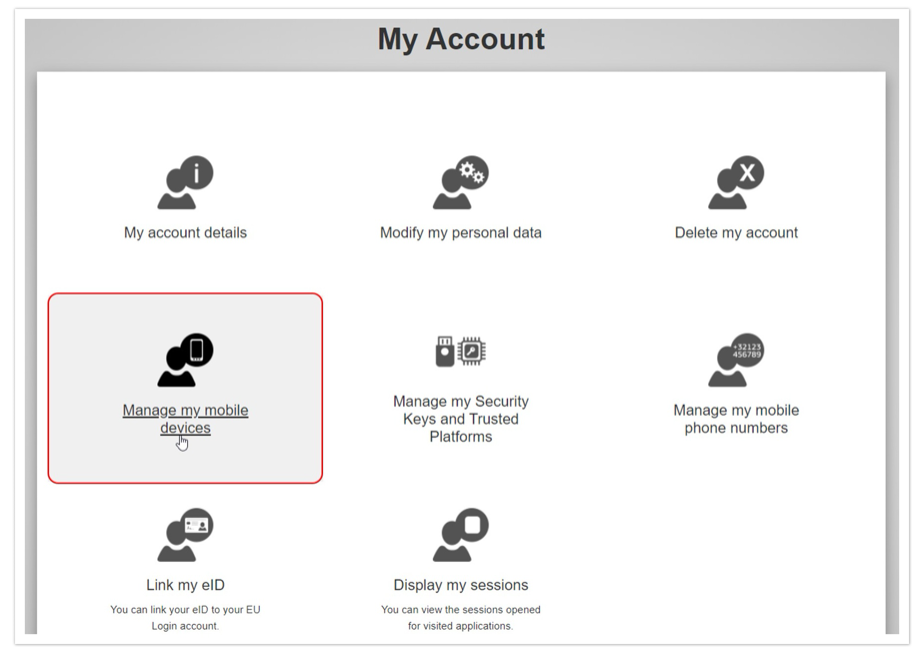 My Account
i
X
My account details
Modify my personal data
Delete my account
+32123
456789
Manage my mobile
devices
Manage my Security
Keys and Trusted
Platforms
Manage my mobile
phone numbers
Link my eID
You can link your eID to your EU
Login account.
Display my sessions
You can view the sessions opened
for visited applications.